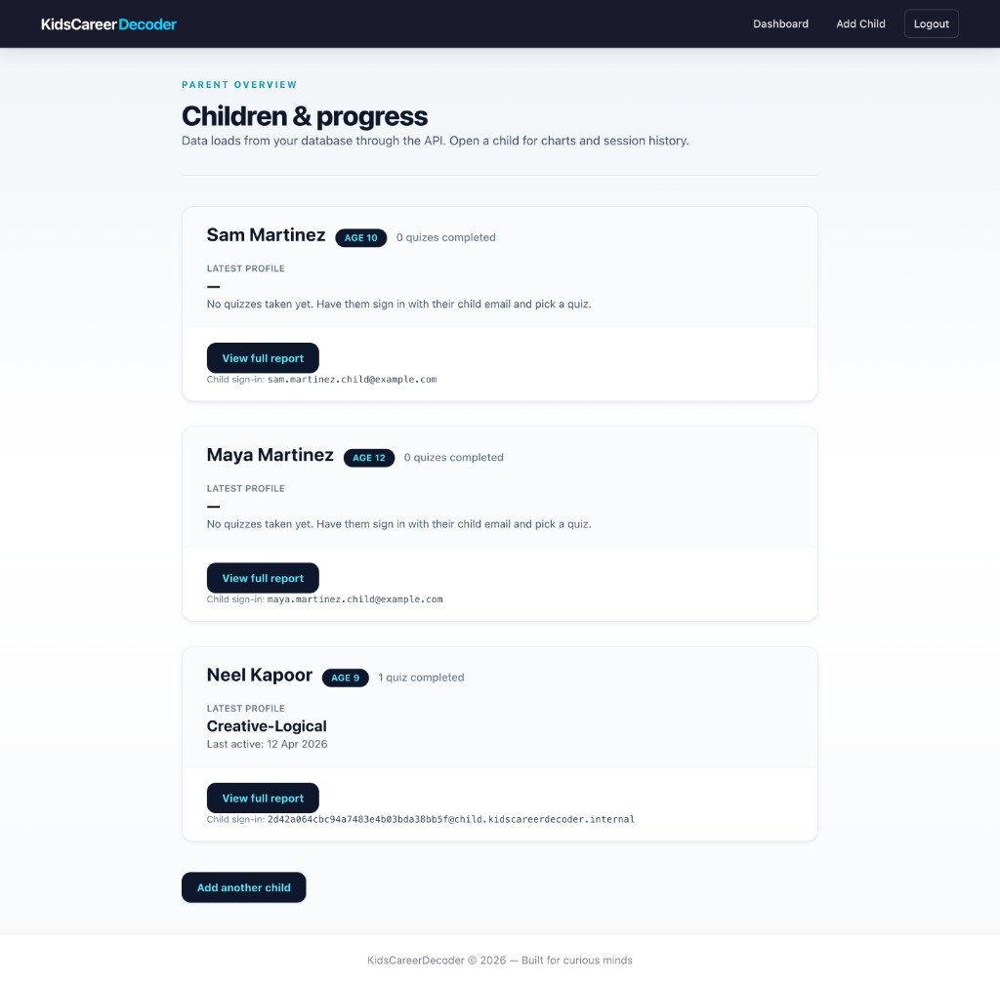 KidsCareerDecoder
Dashboard
Add Child
Logout
PARENT OVERVIEW
Children & progress
Data loads from your database through the API. Open a child for charts and session history.
Sam Martinez AGE 10 0 quizes completed
LATEST PROFILE
—
No quizzes taken yet. Have them sign in with their child email and pick a quiz.
View full report
Child sign-in: sam.martinez.child@example.com
Maya Martinez AGE 12 0 quizes completed
LATEST PROFILE
—
No quizzes taken yet. Have them sign in with their child email and pick a quiz.
View full report
Child sign-in: maya.martinez.child@example.com
Neel Kapoor AGE 9 1 quiz completed
LATEST PROFILE
Creative-Logical
Last active: 12 Apr 2026
View full report
Child sign-in: 2d42a064cbc94a7483e4b03bda38bb5f@child.kidscareerdecoder.internal
Add another child
KidsCareerDecoder © 2026 — Built for curious minds